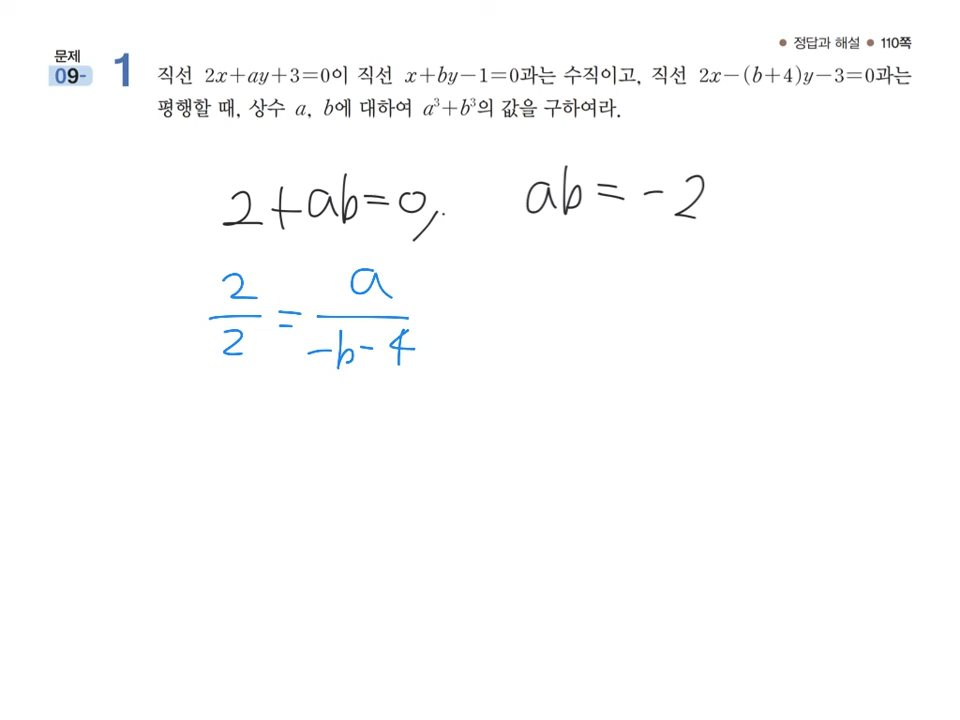 ● 정답과 해설 ● 110쪽
문제
09- 1 직선 2x+ay+3=0이 직선 x+by-1=0과는 수직이고, 직선 2x-(b+4)y-3=0과는
평행할 때, 상수 a, b에 대하여 a³+b³의 값을 구하여라.
2+ab=0, ab=-2
2/2 = a/(-b-4)